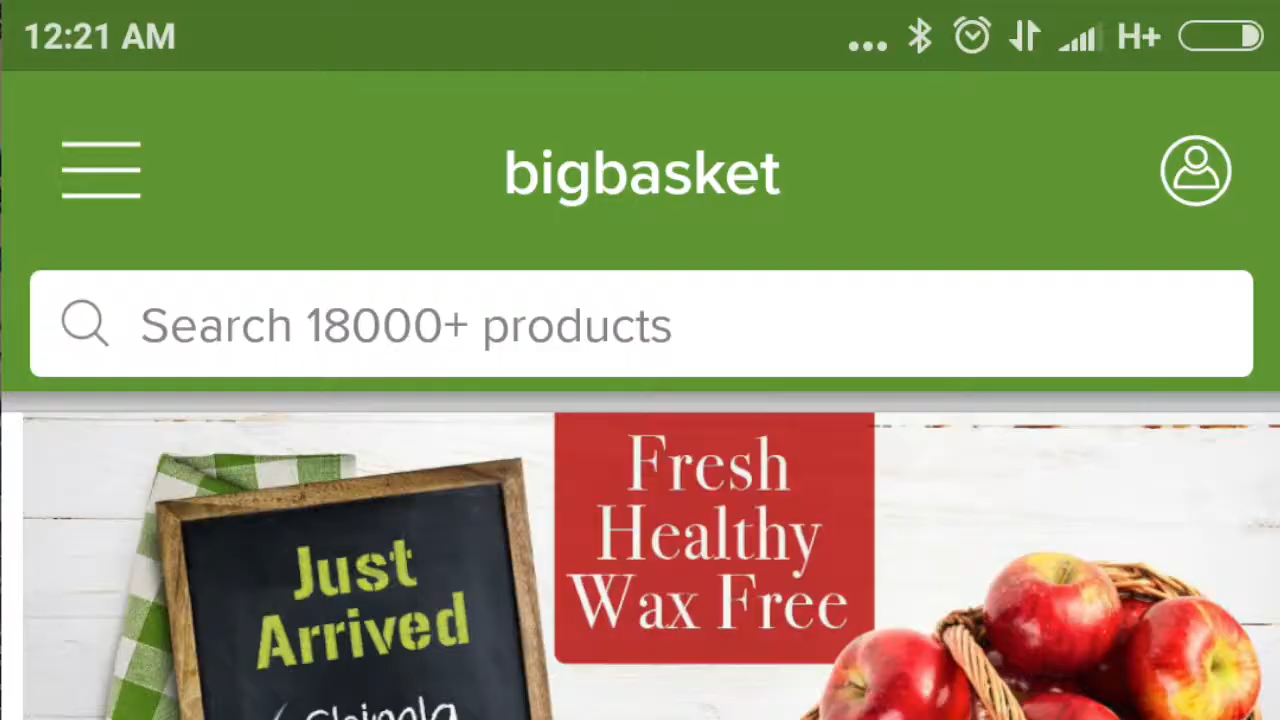 12:21 AM
H+
bigbasket
Search 18000+ products
Fresh
Healthy
Wax Free
Just
Arrived